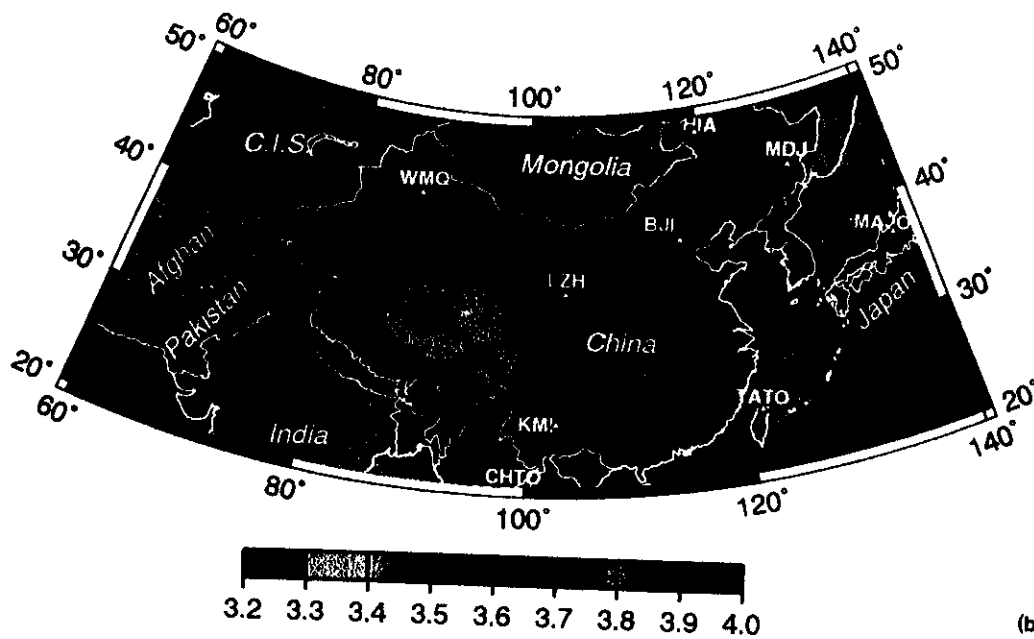 60° 140°
50° 80° 100° 120° 50°
HIA
C.I.S. Mongolia MDJ
40° WMQ 40°
BJI MAJO
30° Afghan LZH 30°
Pakistan China Japan
20° TATO 20°
60° India KMI 140°
80° CHTO 120°
100°
3.2 3.3 3.4 3.5 3.6 3.7 3.8 3.9 4.0